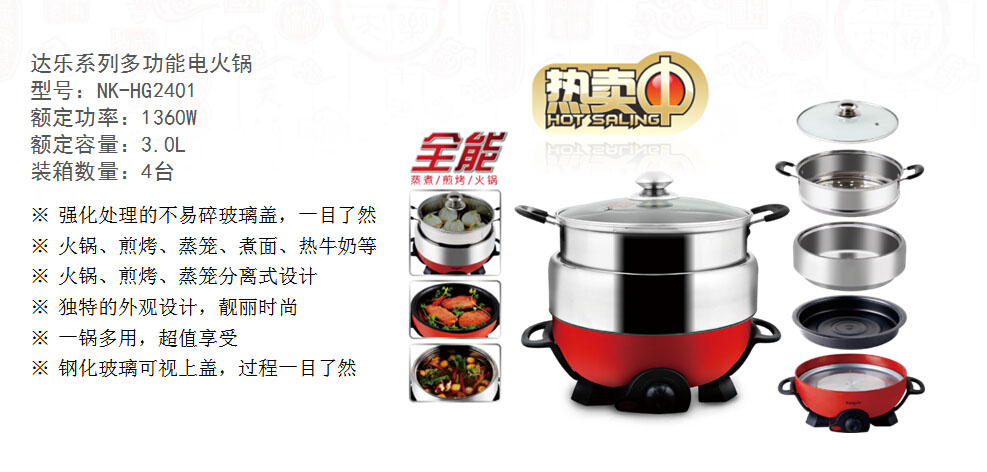 达乐系列多功能电火锅
型号：NK-HG2401
额定功率：1360W
额定容量：3.0L
装箱数量：4台
※ 强化处理的不易碎玻璃盖，一目了然
※ 火锅、煎烤、蒸笼、煮面、热牛奶等
※ 火锅、煎烤、蒸笼分离式设计
※ 独特的外观设计，靓丽时尚
※ 一锅多用，超值享受
※ 钢化玻璃可视上盖，过程一目了然
热卖中
HOT SALING
全能
蒸煮/煎烤/火锅